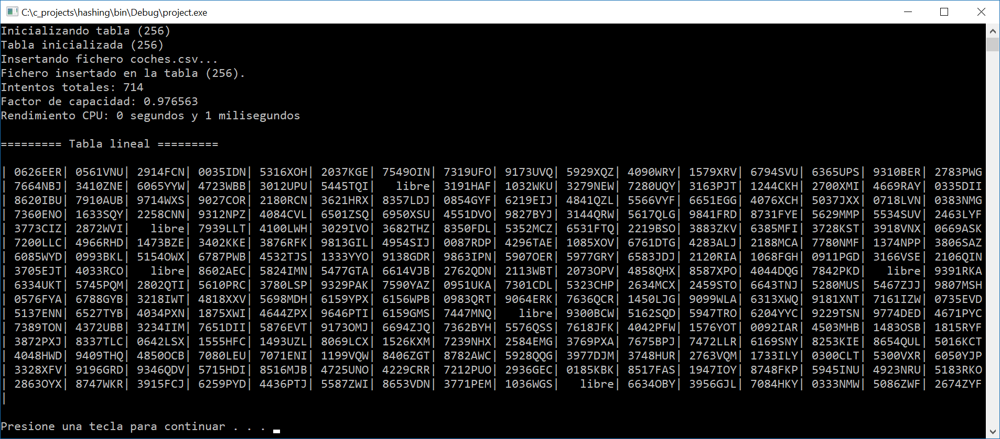 C:\c_projects\hashing\bin\Debug\project.exe
Inicializando tabla (256)
Tabla inicializada (256)
Insertando fichero coches.csv...
Fichero insertado en la tabla (256).
Intentos totales: 714
Factor de capacidad: 0.976563
Rendimiento CPU: 0 segundos y 1 milisegundos
========= Tabla lineal =========
| 0626EER| 0561VNU| 2914FCN| 0035IDN| 5316XOH| 2037KGE| 7549OIN| 7319UFO| 9173UVQ| 5929XQZ| 4090WRY| 1579XRV| 6794SVU| 6365UPS| 9310BER| 2783PWG
| 7664NBJ| 3410ZNE| 6065YYW| 4723WBB| 3012UPU| 5445TQI| libre| 3191HAF| 1032WKU| 3279NEW| 7280UQY| 3163PJT| 1244CKH| 2700XMI| 4669RAY| 0335DII
| 8620IBU| 7910AUB| 9714WXS| 9027COR| 2180RCN| 3621HRX| 8357LDJ| 0854GYF| 6219EIJ| 4841QZL| 5566VYF| 6651EGG| 4076XCH| 5037JXX| 0718LVN| 0383NMG
| 7360ENO| 1633SQY| 2258CNN| 9312NPZ| 4084CVL| 6501ZSQ| 6950XSU| 4551DVO| 9827BYJ| 3144QRW| 5617QLG| 9841FRD| 8731FYE| 5629MMP| 5534SUV| 2463LYF
| 3773CIZ| 2872WVI| libre| 7939LLT| 4100LWH| 3029IVO| 3682THZ| 8350FDL| 5352MCZ| 6531FTQ| 2219BSO| 3883ZKV| 6385MFI| 3728KST| 3918VNX| 0669ASK
| 7200LLC| 4966RHD| 1473BZE| 3402KKE| 3876RFK| 9813GIL| 4954SIJ| 0087RDP| 4296TAE| 1085XOV| 6761DTG| 4283ALJ| 2188MCA| 7780NMF| 1374NPP| 3806SAZ
| 6085WYD| 0993BKL| 5154OWX| 6787PWB| 4532TJS| 1333YYO| 9138GDR| 9863IPN| 5907OER| 5977GRY| 6583JDJ| 2120RIA| 1068FGH| 0911PGD| 3166VSE| 2106QIN
| 3705EJT| 4033RCO| libre| 8602AEC| 5824IMN| 5477GTA| 6614VJB| 2762QDN| 2113WBT| 2073OPV| 4858QHX| 8587XPO| 4044DQG| 7842PKD| libre| 9391RKA
| 6334UKT| 5745PQM| 2802QTI| 5610PRC| 3780LSP| 9329PAK| 7590YAZ| 0951UKA| 7301CDL| 5323CHP| 2634MCX| 2459STO| 6643TNJ| 5280MUS| 5467ZJJ| 9807MSH
| 0576FYA| 6788GYB| 3218IWT| 4818XXV| 5698MDH| 6159YPX| 6156WPB| 0983QRT| 9064ERK| 7636QCR| 1450LJG| 9099WLA| 6313XWQ| 9181XNT| 7161IZW| 0735EVD
| 5137ENN| 6527TYB| 4034PXN| 1875XWI| 4644ZPX| 9646PTI| 6159GMS| 7447MNQ| libre| 9300BCW| 5162SQD| 5947TRO| 6204YYC| 9229TSN| 9774DED| 4671PYC
| 7389TON| 4372UBB| 3234IIM| 7651DII| 5876EVT| 9173OMJ| 6694ZJQ| 7362BYH| 5576QSS| 7618JFK| 4042PFW| 1576YOT| 0092IAR| 4503MHB| 1483OSB| 1815RYF
| 3872PXJ| 8337TLC| 0642LSX| 1555HFC| 1493UZL| 8069LCX| 1526KXM| 7239NHX| 2584EMG| 3769PXA| 7675BPJ| 7472LLR| 6169SNY| 8253KIE| 8654QUL| 5016KCT
| 4048HWD| 9409THQ| 4850OCB| 7080LEU| 7071ENI| 1199VQW| 8406ZGT| 8782AWC| 5928QQG| 3977DJM| 3748HUR| 2763VQM| 1733ILY| 0300CLT| 5300VXR| 6050YJP
| 3328XFV| 9196GRD| 9346QDV| 5715HDI| 8516MJB| 4725UNO| 4229CRR| 7212PUO| 2936GEC| 0185KBK| 8517FAS| 1947IOY| 8748FKP| 5945INU| 4923NRU| 5183RKO
| 2863OYX| 8747WKR| 3915FCJ| 6259PYD| 4436PTJ| 5587ZWI| 8653VDN| 3771PEM| 1036WGS| libre| 6634OBY| 3956GJL| 7084HKY| 0333NMW| 5086ZWF| 2674ZYF
|
Presione una tecla para continuar . . .